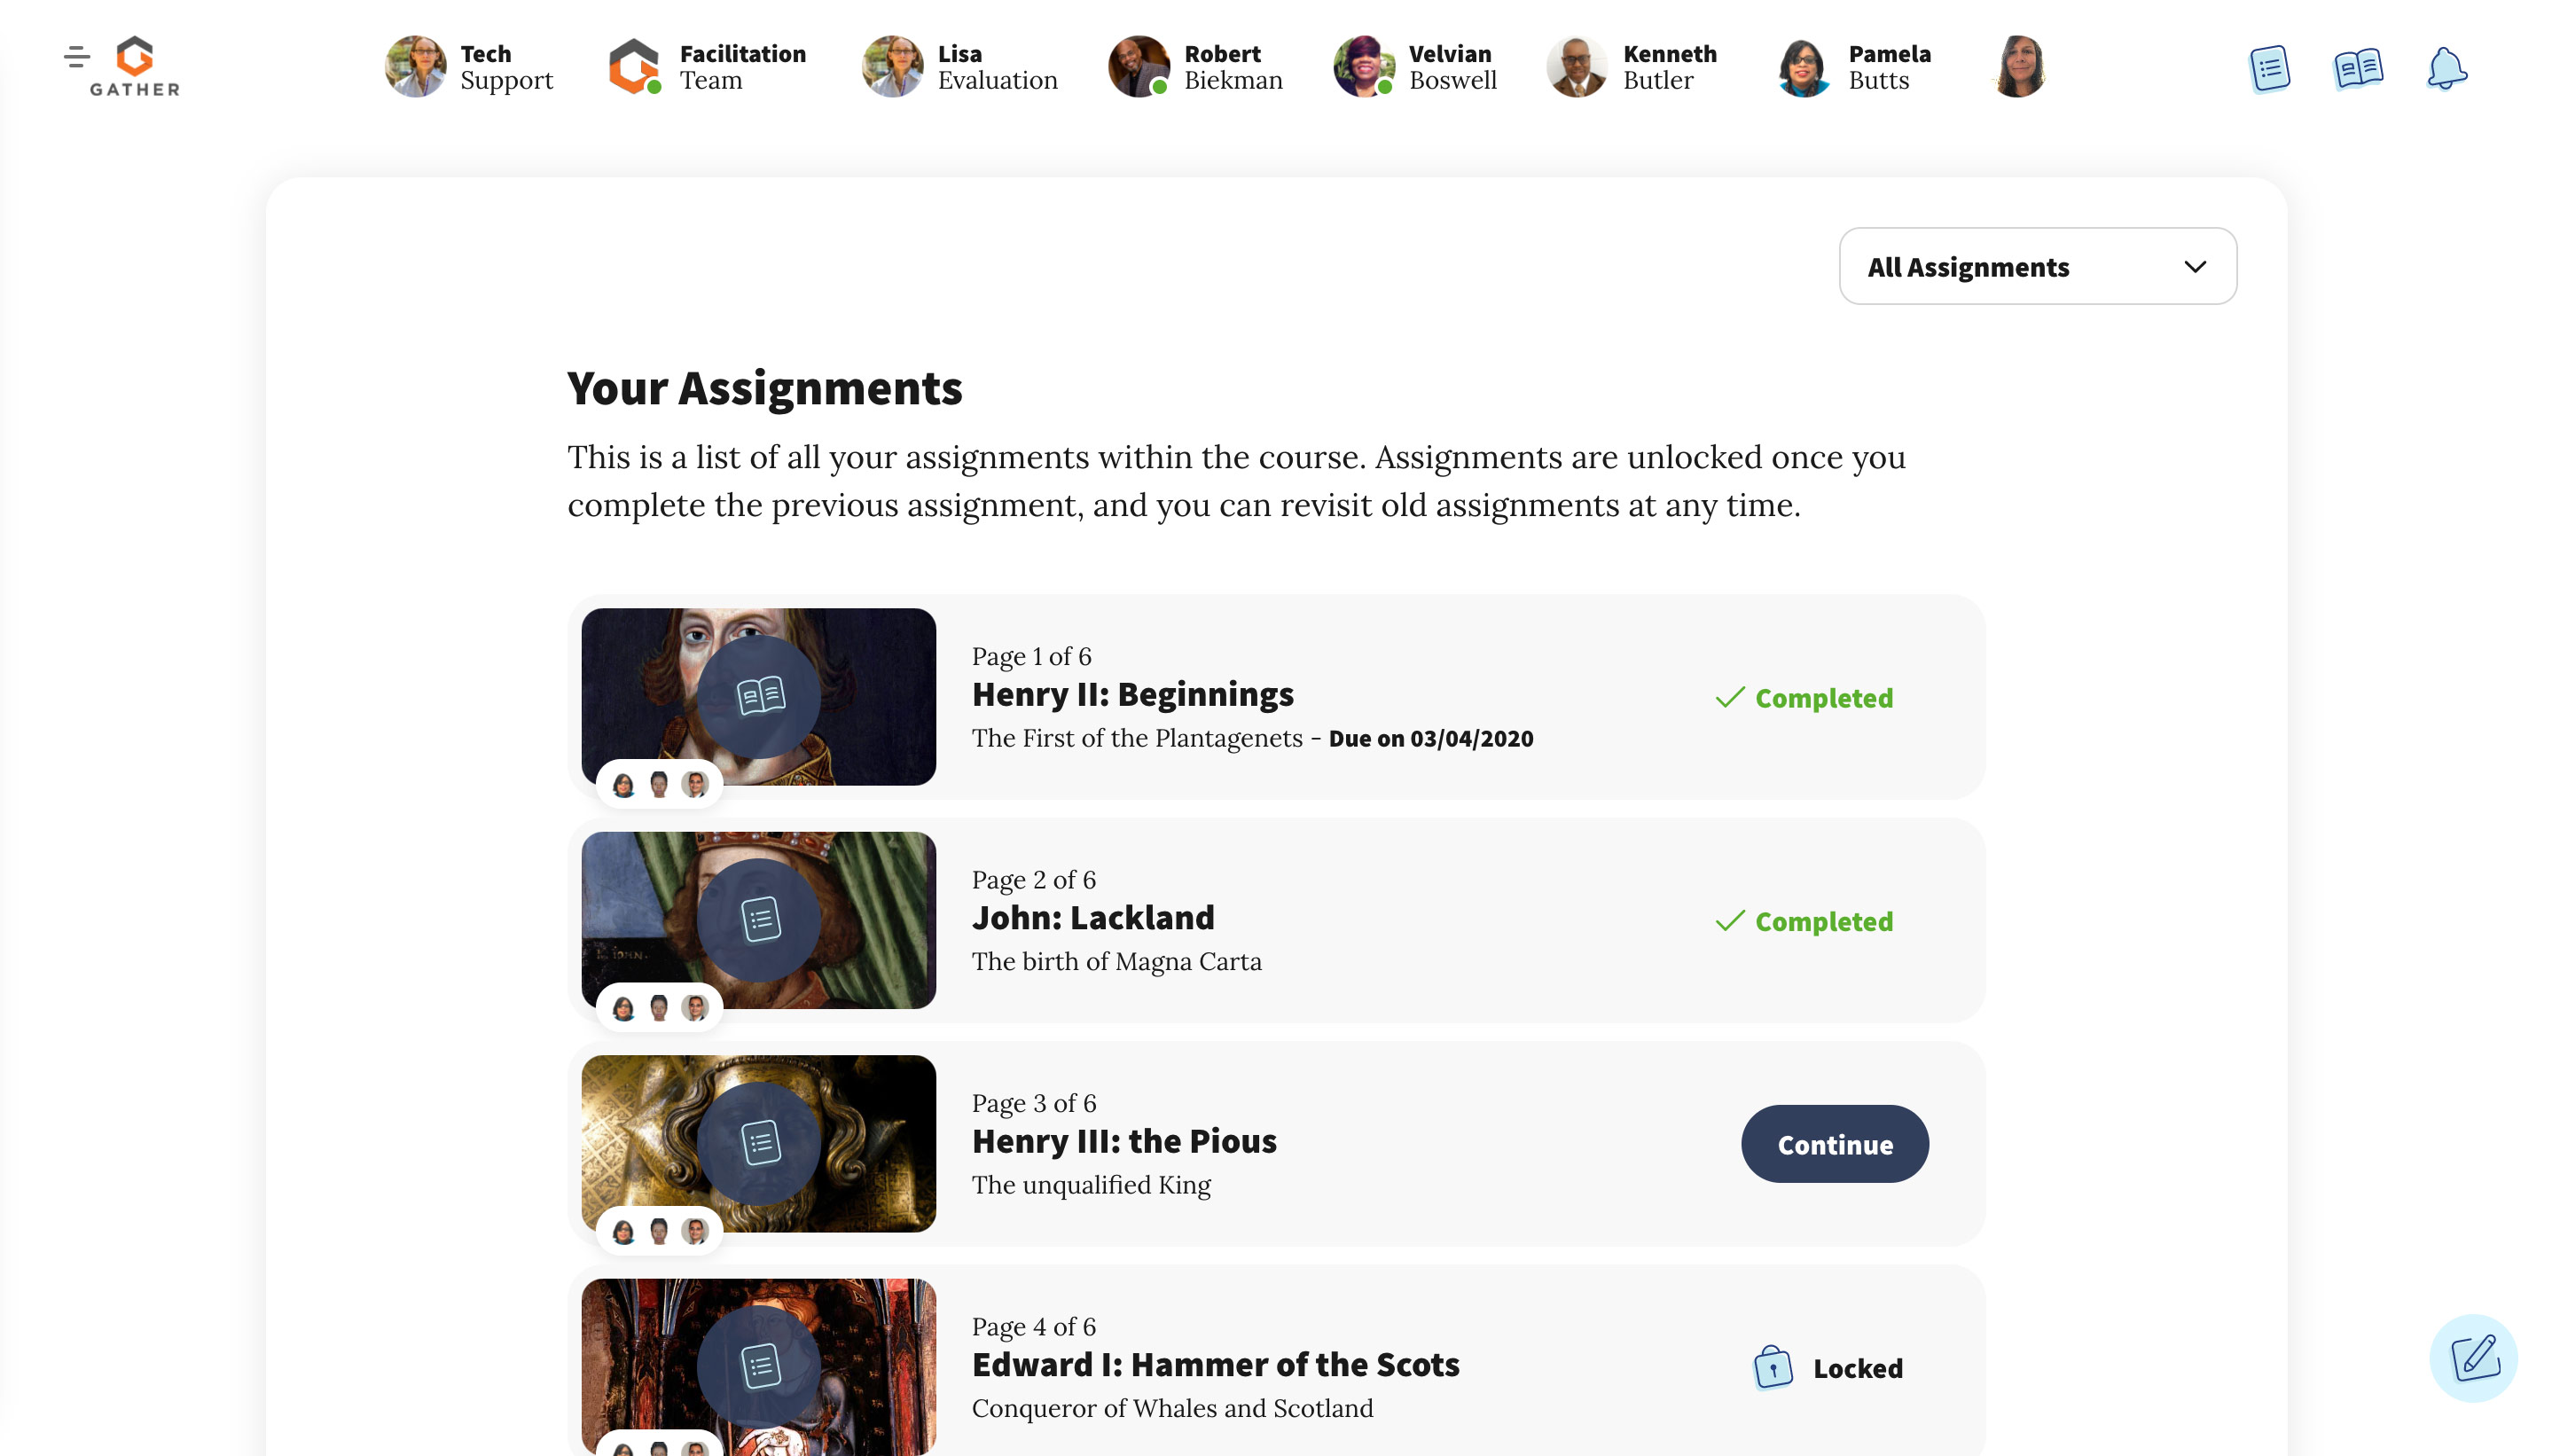 GATHER
Tech
Support
Facilitation
Team
Lisa
Evaluation
Robert
Biekman
Velvian
Boswell
Kenneth
Butler
Pamela
Butts
All Assignments
Your Assignments
This is a list of all your assignments within the course. Assignments are unlocked once you
complete the previous assignment, and you can revisit old assignments at any time.
Page 1 of 6
Henry II: Beginnings
The First of the Plantagenets - Due on 03/04/2020
Completed
Page 2 of 6
John: Lackland
The birth of Magna Carta
Completed
Page 3 of 6
Henry III: the Pious
The unqualified King
Continue
Page 4 of 6
Edward I: Hammer of the Scots
Conqueror of Whales and Scotland
Locked